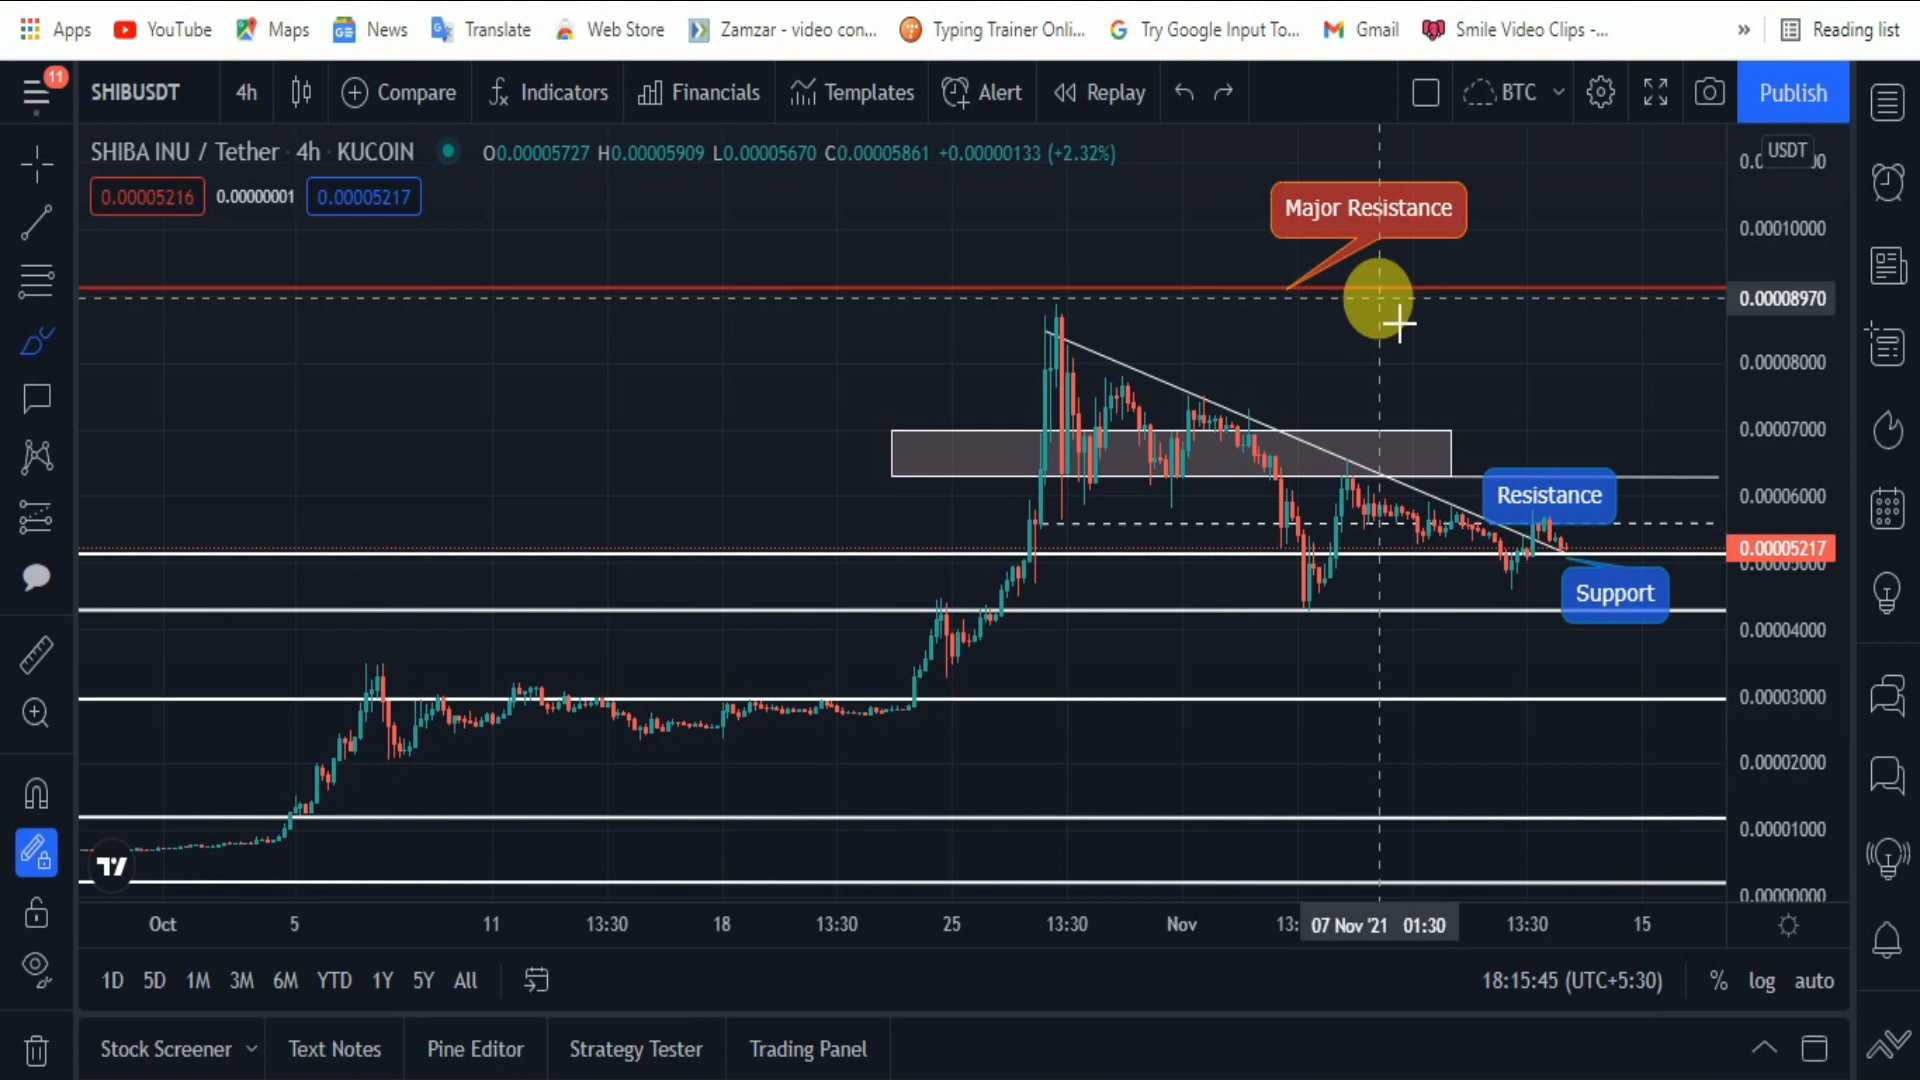 Apps YouTube Maps News Translate Web Store Zamzar - video con... Typing Trainer Onli... Try Google Input To... Gmail Smile Video Clips -... » Reading list
11
SHIBUSDT 4h Compare Indicators Financials Templates Alert Replay BTC Publish
SHIBA INU / Tether · 4h · KUCOIN O0.00005727 H0.00005909 L0.00005670 C0.00005861 +0.00000133 (+2.32%)
USDT
0.00005216 0.00000001 0.00005217
Major Resistance
0.00010000
0.00008970
0.00008000
0.00007000
Resistance
0.00006000
0.00005217
0.00005000
Support
0.00004000
0.00003000
0.00002000
0.00001000
0.00000000
Oct 5 11 13:30 18 13:30 25 13:30 Nov 13: 07 Nov '21 01:30 13:30 15
1D 5D 1M 3M 6M YTD 1Y 5Y All 18:15:45 (UTC+5:30) % log auto
Stock Screener Text Notes Pine Editor Strategy Tester Trading Panel